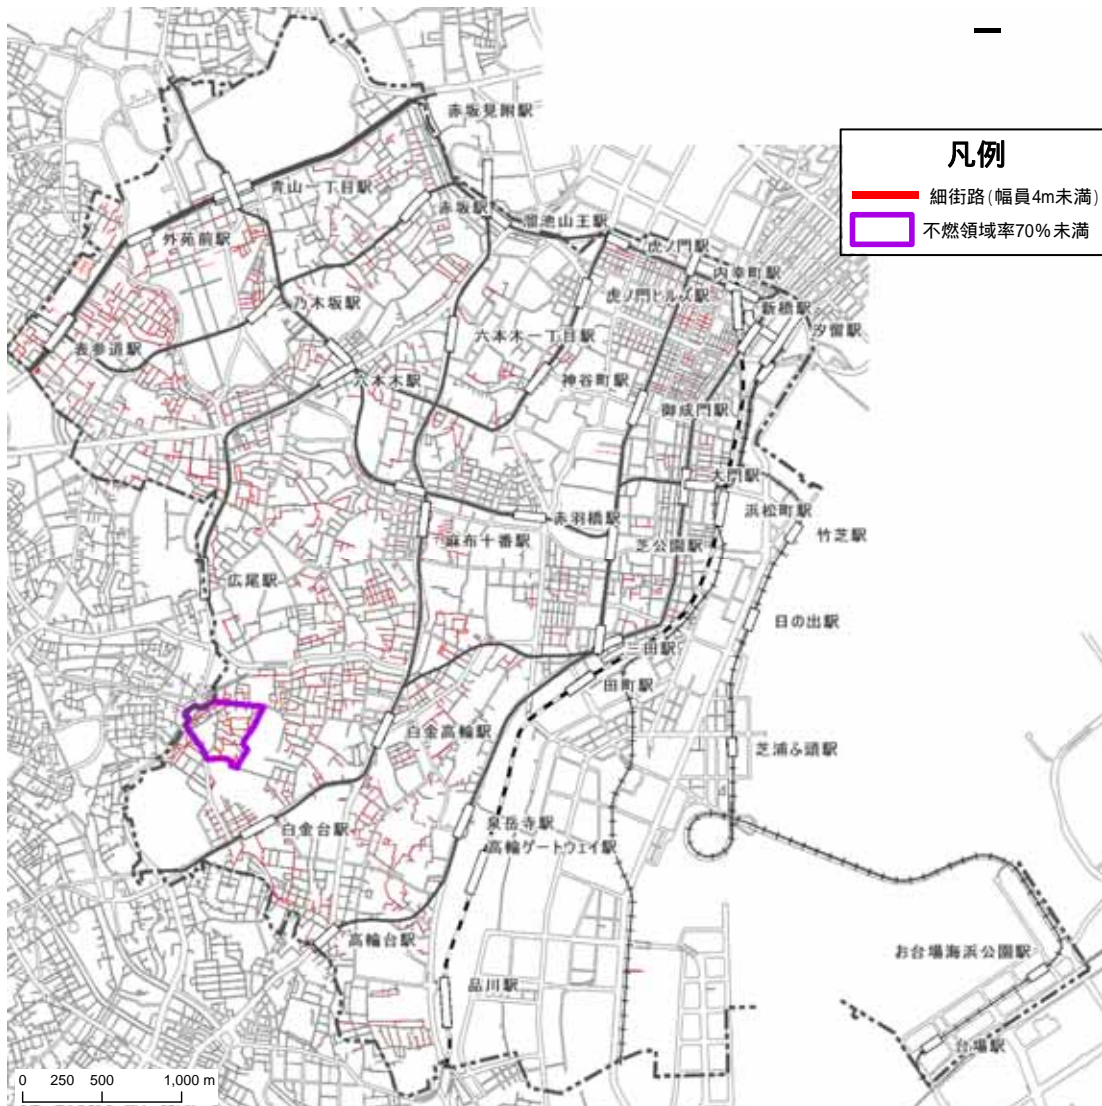 凡例
細街路(幅員4m未満)
不燃領域率70%未満
赤坂見附駅
青山一丁目駅
赤坂駅
溜池山王駅
外苑前駅
虎ノ門駅
内幸町駅
乃木坂駅
虎ノ門ヒルズ駅
新橋駅
汐留駅
表参道駅
六本木一丁目駅
六本木駅
神谷町駅
御成門駅
大門駅
浜松町駅
赤羽橋駅
麻布十番駅
芝公園駅
竹芝駅
広尾駅
日の出駅
三田駅
田町駅
白金高輪駅
芝浦ふ頭駅
白金台駅
泉岳寺駅
高輪ゲートウェイ駅
高輪台駅
お台場海浜公園駅
品川駅
台場駅
0 250 500 1,000 m